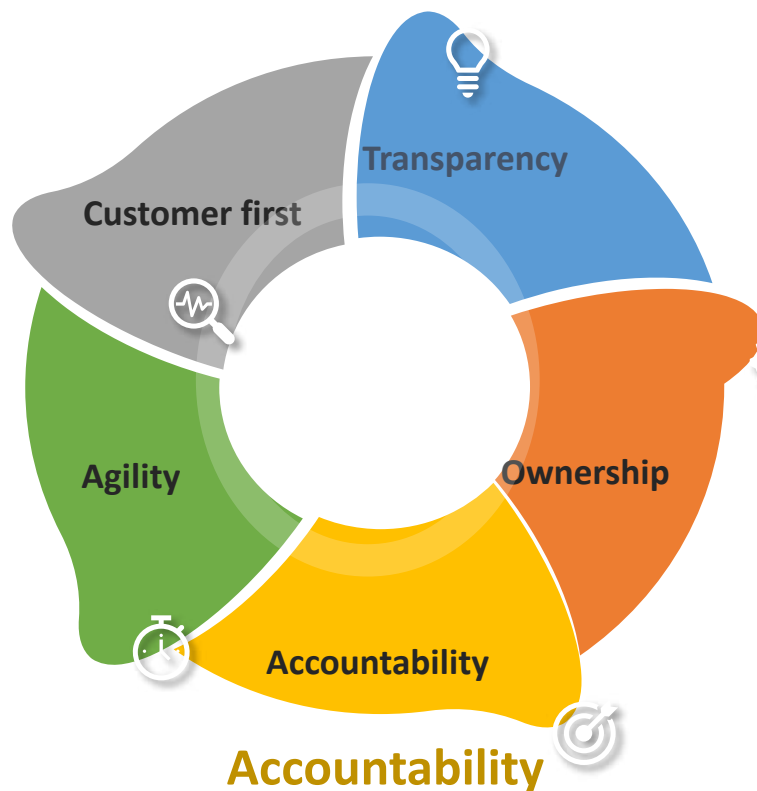 Transparency
Customer first
Ownership
Agility
Accountability
Accountability